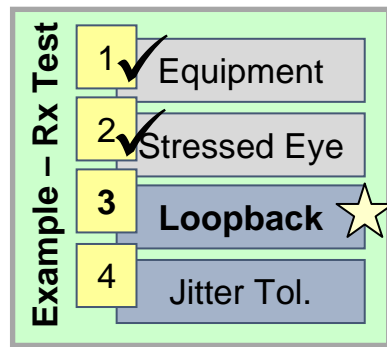 Example – Rx Test
1
Equipment
2
Stressed Eye
3
Loopback
4
Jitter Tol.